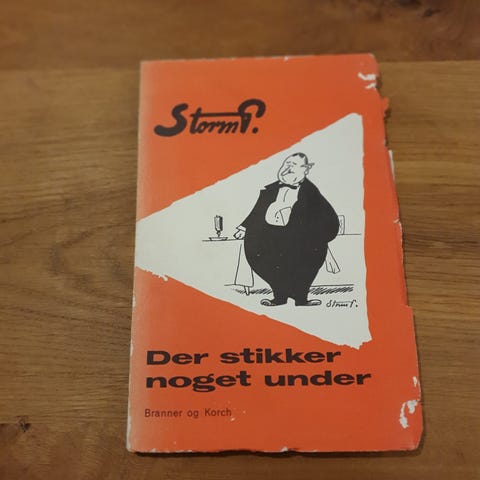 Storm P.
Storm P.
Der stikker
noget under
Branner og Korch